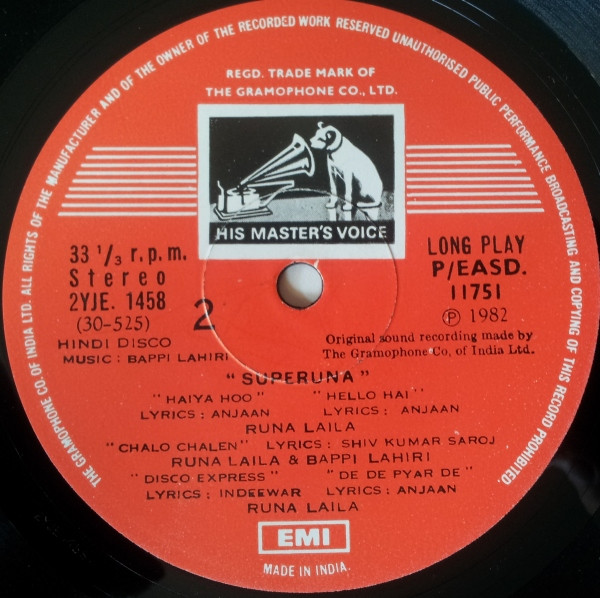 THE GRAMOPHONE CO. OF INDIA LTD. ALL RIGHTS OF THE MANUFACTURER AND OF THE OWNER OF THE RECORDED WORK RESERVED UNAUTHORISED PUBLIC PERFORMANCE BROADCASTING AND COPYING OF THIS RECORD PROHIBITED.
REGD. TRADE MARK OF
THE GRAMOPHONE CO., LTD.
HIS MASTER'S VOICE
33 1/3 r.p.m.
Stereo
2YJE. 1458
(30-525)
2
LONG PLAY
P/EASD.
11751
Ⓟ 1982
HINDI DISCO
MUSIC : BAPPI LAHIRI
Original sound recording made by
The Gramophone Co. of India Ltd.
"SUPERUNA"
"HAIYA HOO" "HELLO HAI"
LYRICS : ANJAAN LYRICS : ANJAAN
RUNA LAILA
"CHALO CHALEN" LYRICS : SHIV KUMAR SAROJ
RUNA LAILA & BAPPI LAHIRI
"DISCO EXPRESS" "DE DE PYAR DE"
LYRICS : INDEEWAR LYRICS : ANJAAN
RUNA LAILA
EMI
MADE IN INDIA.